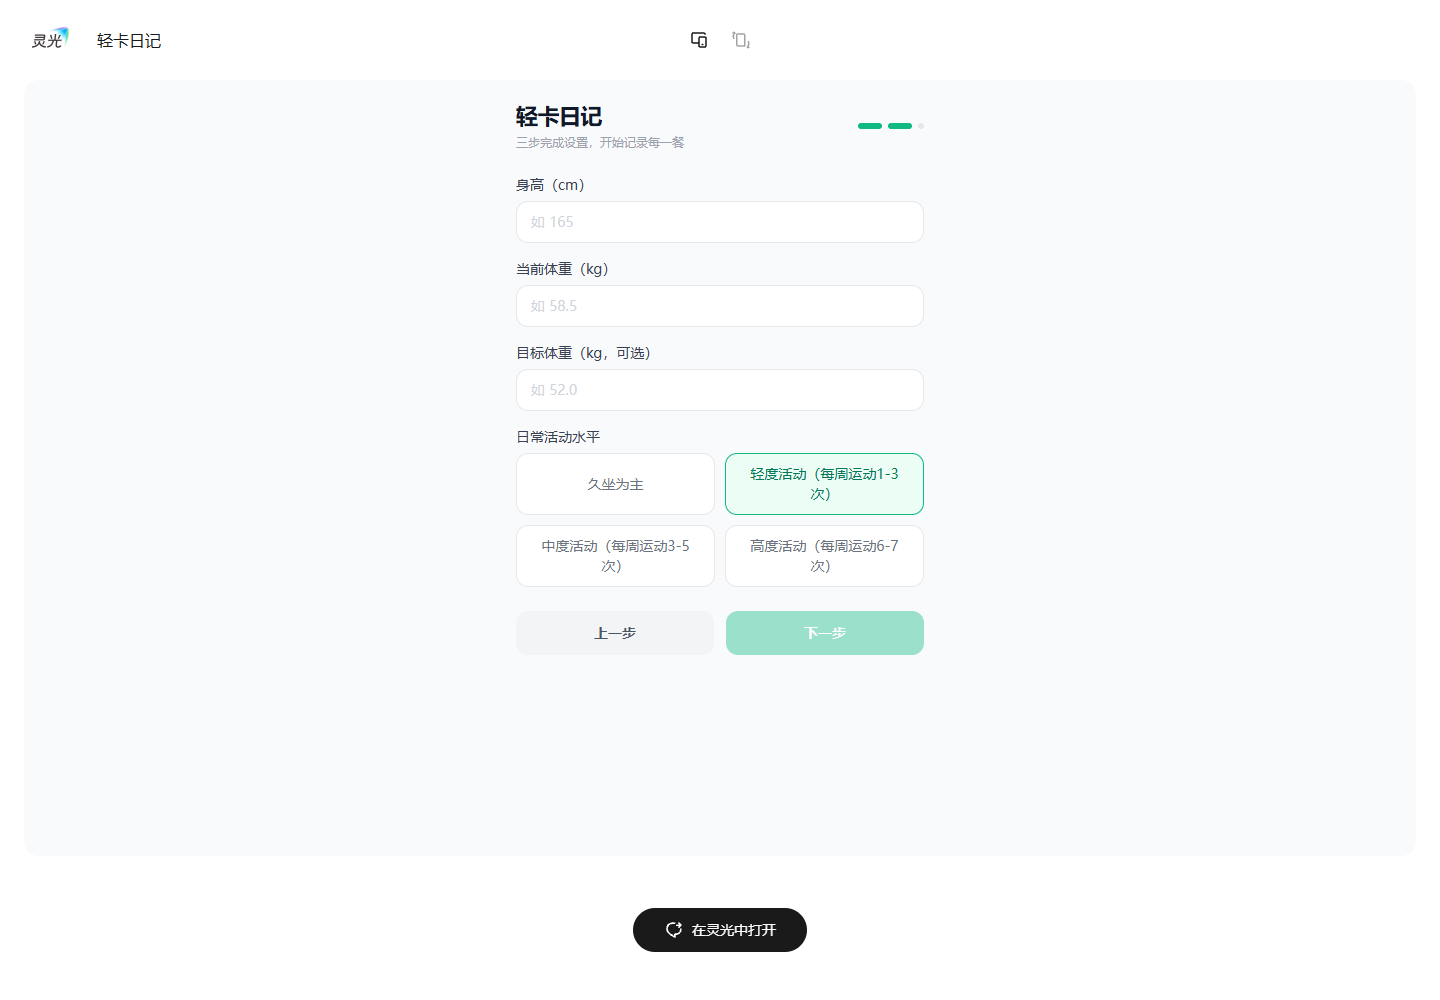 灵光
轻卡日记
轻卡日记
三步完成设置，开始记录每一餐
身高（cm）
如 165
当前体重（kg）
如 58.5
目标体重（kg，可选）
如 52.0
日常活动水平
久坐为主
轻度活动（每周运动1-3
次）
中度活动（每周运动3-5
次）
高度活动（每周运动6-7
次）
上一步
下一步
在灵光中打开